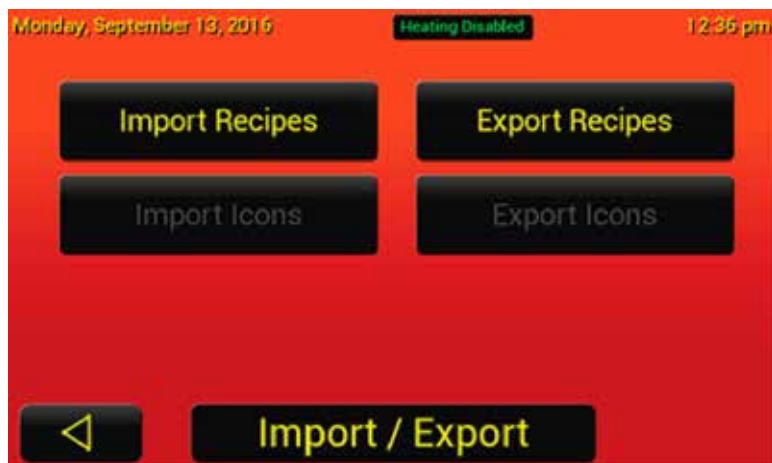 Monday, September 13, 2016 Heating Disabled 12:36 pm
Import Recipes Export Recipes
Import Icons Export Icons
Import / Export